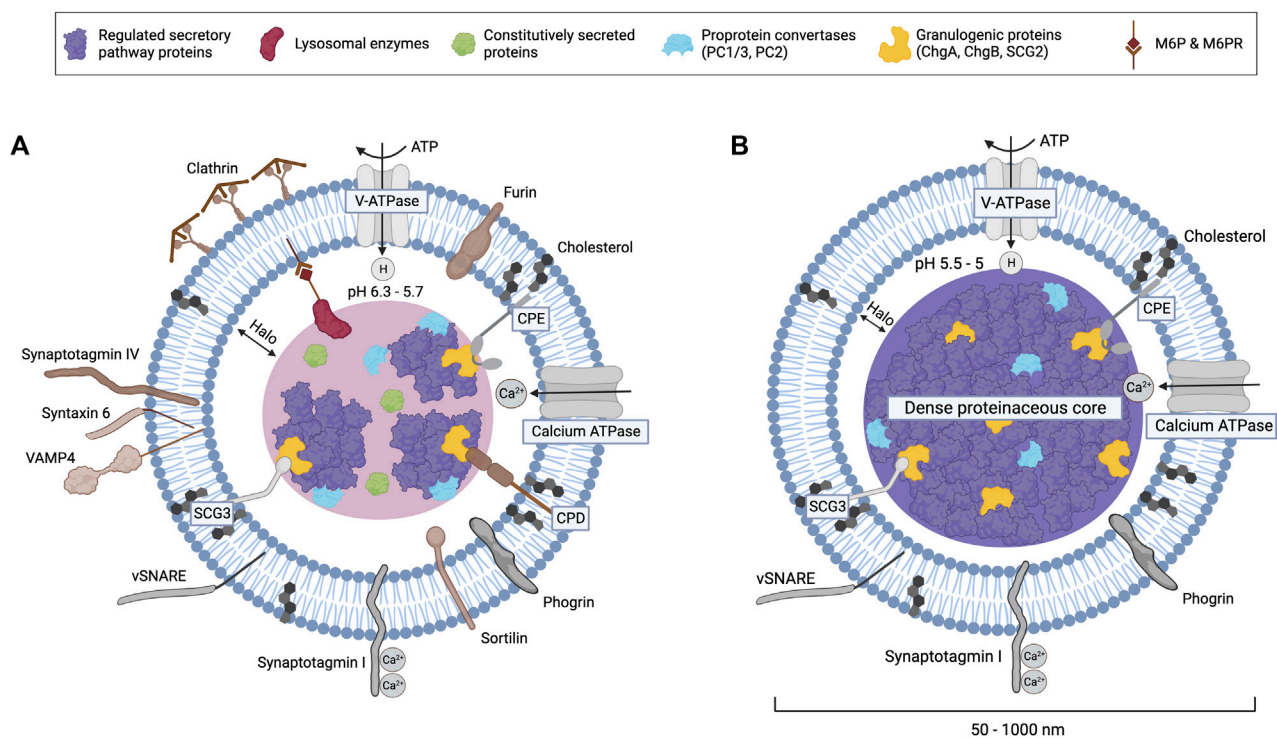 Regulated secretory
pathway proteins
Lysosomal enzymes
Constitutively secreted
proteins
Proprotein convertases
(PC1/3, PC2)
Granulogenic proteins
(ChgA, ChgB, SCG2)
M6P & M6PR
A
Clathrin
ATP
V-ATPase
Furin
Cholesterol
H
pH 6.3 - 5.7
CPE
Halo
Synaptotagmin IV
Ca²⁺
Syntaxin 6
Calcium ATPase
VAMP4
SCG3
CPD
vSNARE
Phogrin
Sortilin
Synaptotagmin I
Ca²⁺
Ca²⁺
B
ATP
V-ATPase
Cholesterol
pH 5.5 - 5
H
CPE
Halo
Ca²⁺
Dense proteinaceous core
Calcium ATPase
SCG3
vSNARE
Phogrin
Synaptotagmin I
Ca²⁺
Ca²⁺
50 - 1000 nm